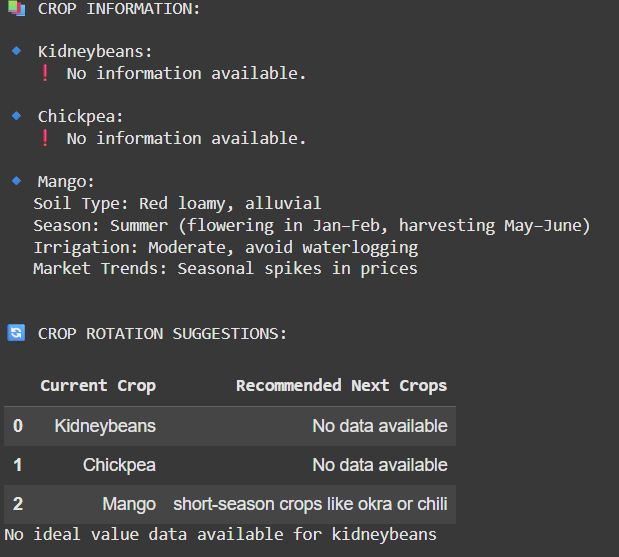 CROP INFORMATION:
Kidneybeans:
❗ No information available.
Chickpea:
❗ No information available.
Mango:
Soil Type: Red loamy, alluvial
Season: Summer (flowering in Jan–Feb, harvesting May–June)
Irrigation: Moderate, avoid waterlogging
Market Trends: Seasonal spikes in prices
CROP ROTATION SUGGESTIONS:
Current Crop Recommended Next Crops
0 Kidneybeans No data available
1 Chickpea No data available
2 Mango short-season crops like okra or chili
No ideal value data available for kidneybeans